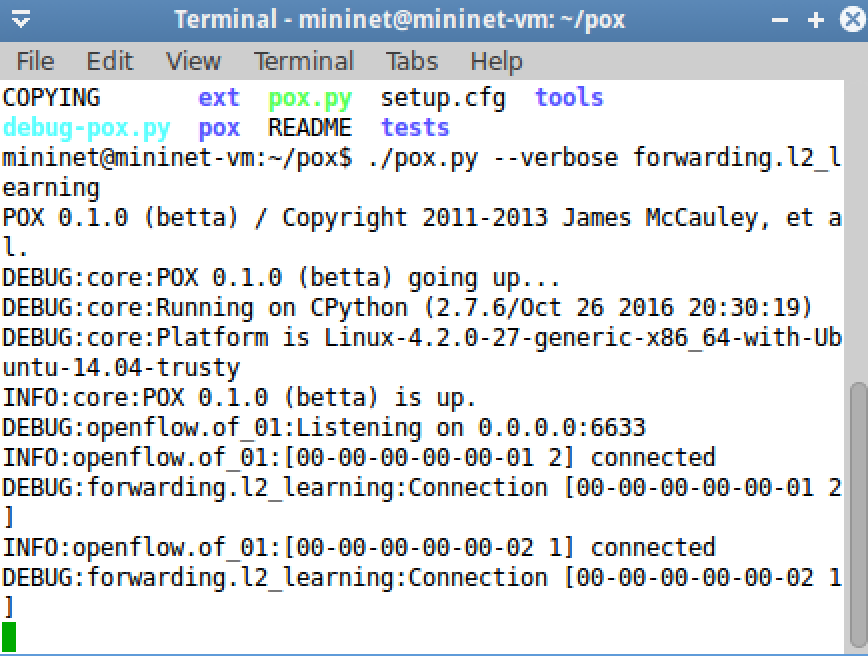 Terminal - mininet@mininet-vm: ~/pox
File Edit View Terminal Tabs Help
COPYING ext pox.py setup.cfg tools
debug-pox.py pox README tests
mininet@mininet-vm:~/pox$ ./pox.py --verbose forwarding.l2_l
earning
POX 0.1.0 (betta) / Copyright 2011-2013 James McCauley, et a
l.
DEBUG:core:POX 0.1.0 (betta) going up...
DEBUG:core:Running on CPython (2.7.6/Oct 26 2016 20:30:19)
DEBUG:core:Platform is Linux-4.2.0-27-generic-x86_64-with-Ub
untu-14.04-trusty
INFO:core:POX 0.1.0 (betta) is up.
DEBUG:openflow.of_01:Listening on 0.0.0.0:6633
INFO:openflow.of_01:[00-00-00-00-00-01 2] connected
DEBUG:forwarding.l2_learning:Connection [00-00-00-00-00-01 2
]
INFO:openflow.of_01:[00-00-00-00-00-02 1] connected
DEBUG:forwarding.l2_learning:Connection [00-00-00-00-00-02 1
]